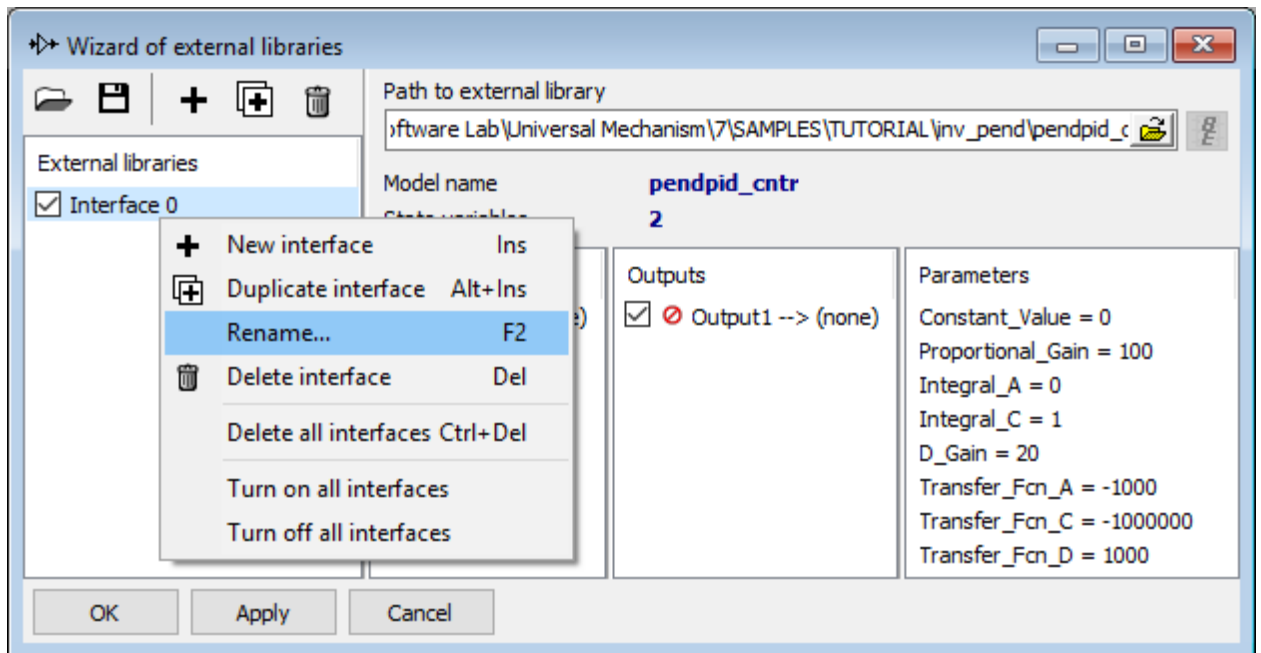 Wizard of external libraries
Path to external library
oftware Lab\Universal Mechanism\7\SAMPLES\TUTORIAL\inv_pend\pendpid_c
External libraries
Interface 0
Model name pendpid_cntr
State variables 2
New interface Ins
Duplicate interface Alt+Ins
Rename... F2
Delete interface Del
Delete all interfaces Ctrl+Del
Turn on all interfaces
Turn off all interfaces
Outputs
Output1 --> (none)
Parameters
Constant_Value = 0
Proportional_Gain = 100
Integral_A = 0
Integral_C = 1
D_Gain = 20
Transfer_Fcn_A = -1000
Transfer_Fcn_C = -1000000
Transfer_Fcn_D = 1000
OK Apply Cancel